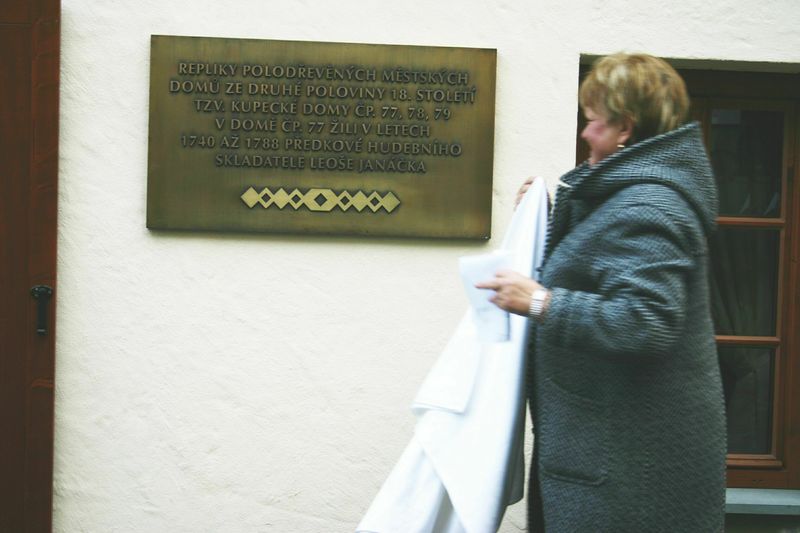 REPLIKY POLODŘEVĚNÝCH MĚSTSKÝCH
DOMŮ ZE DRUHÉ POLOVINY 18. STOLETÍ
TZV. KUPECKÉ DOMY ČP. 77, 78, 79
V DOMĚ ČP. 77 ŽILI V LETECH
1740 AŽ 1788 PŘEDKOVÉ HUDEBNÍHO
SKLADATELE LEOŠE JANÁČKA